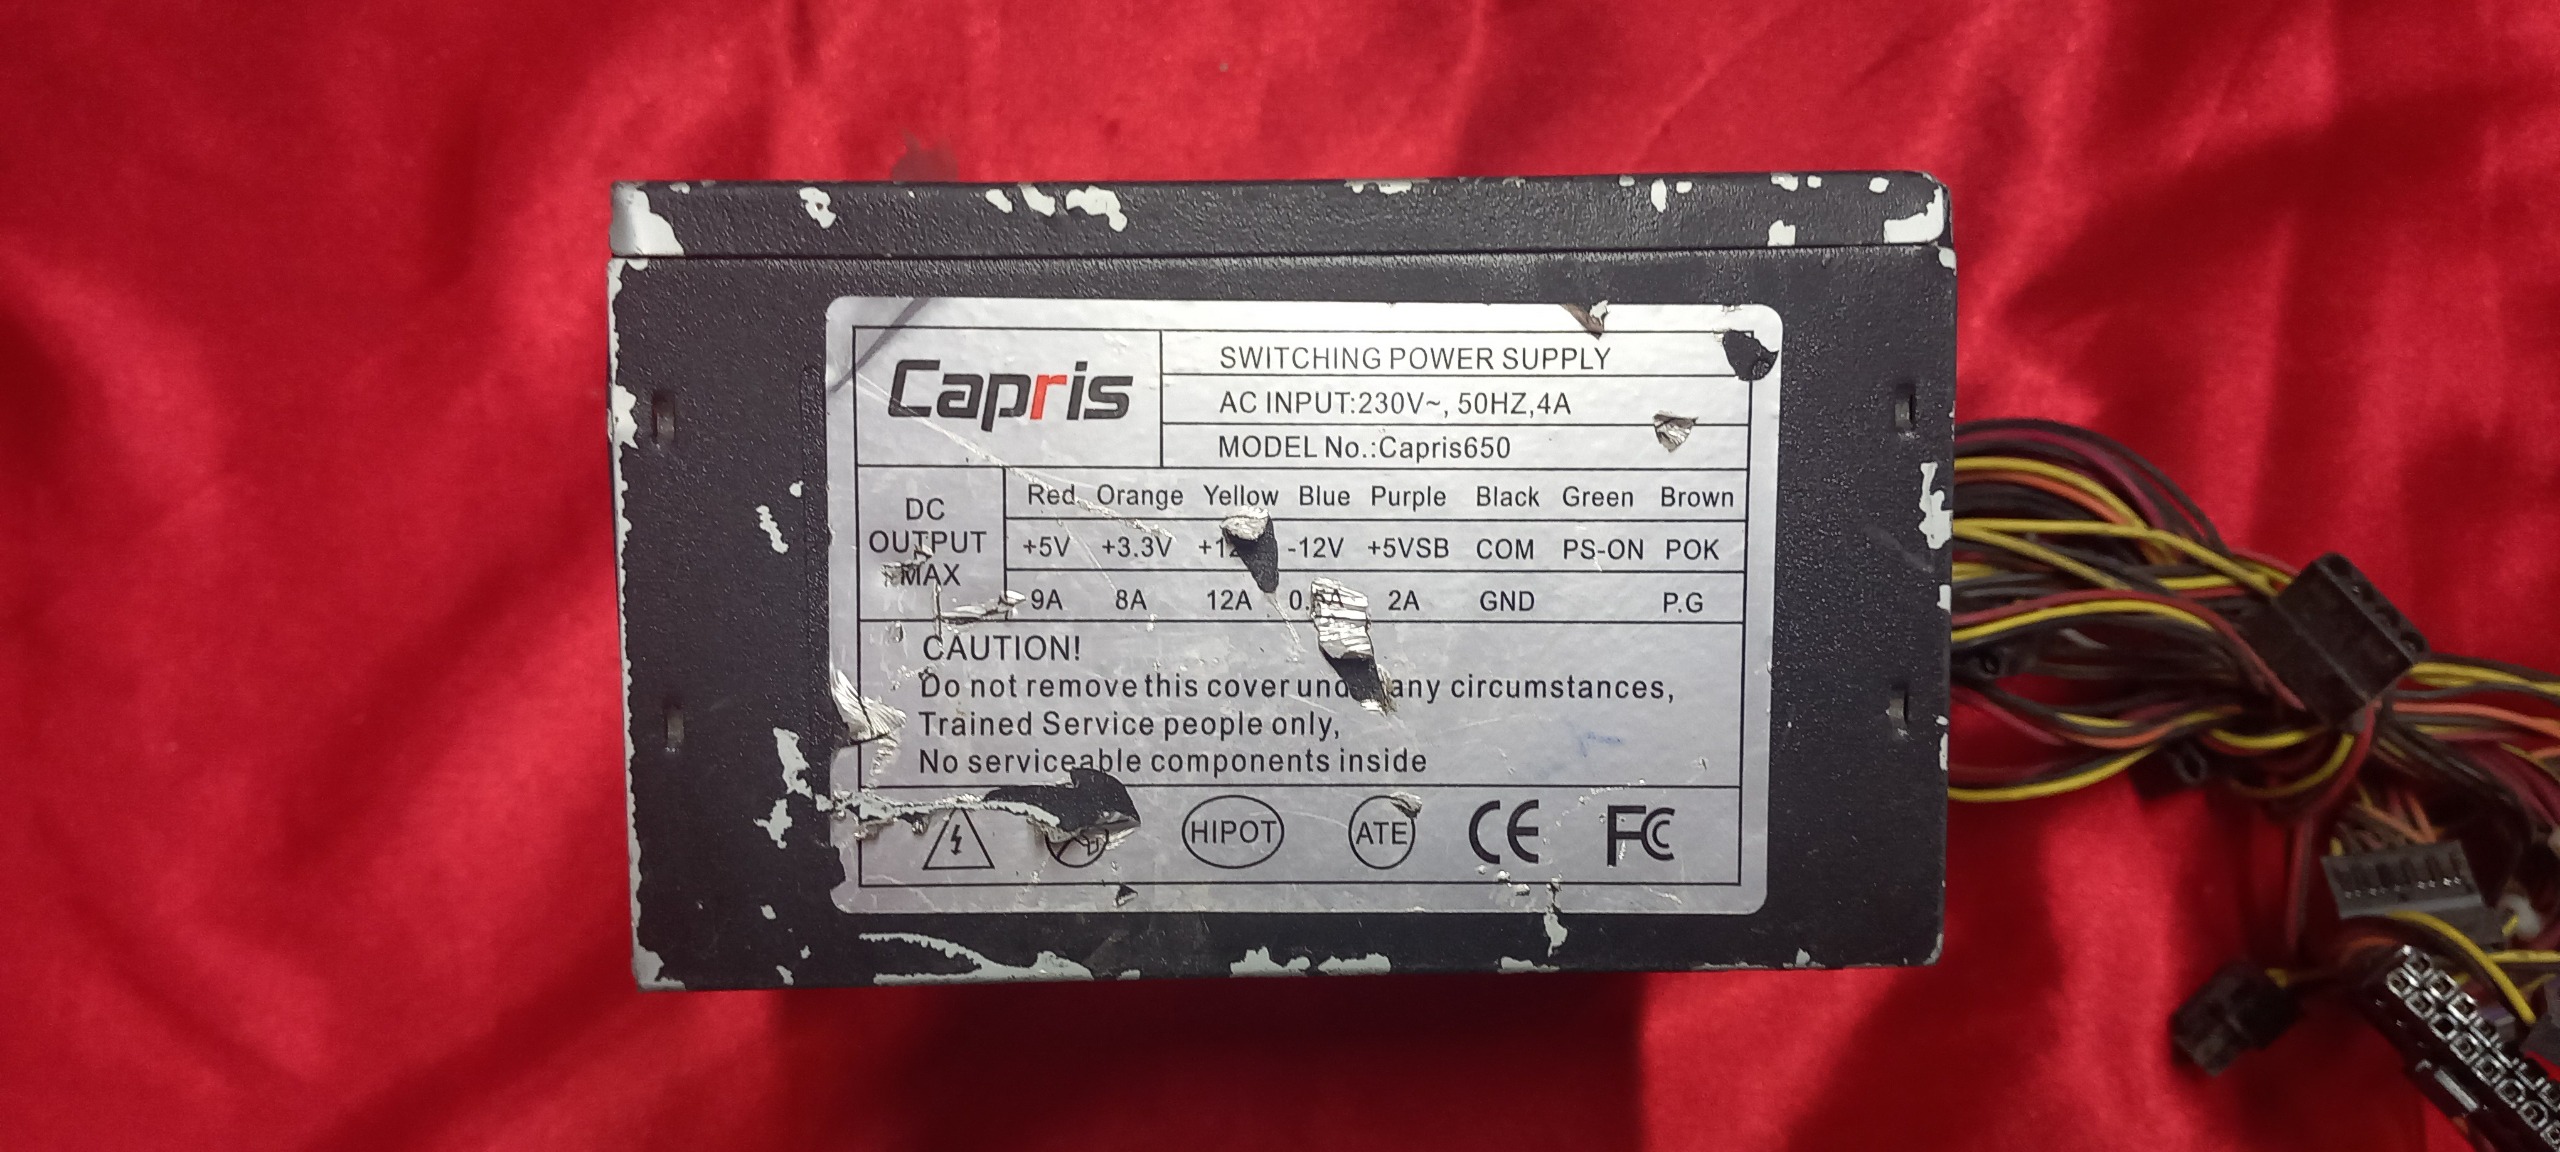 Capris
SWITCHING POWER SUPPLY
AC INPUT:230V~, 50HZ,4A
MODEL No.:Capris650
DC OUTPUT MAX
Red Orange Yellow Blue Purple Black Green Brown
+5V +3.3V -12V +5VSB COM PS-ON POK
9A 8A 12A 2A GND P.G
CAUTION!
Do not remove this cover any circumstances,
Trained Service people only,
No serviceable components inside
HIPOT ATE CE FC